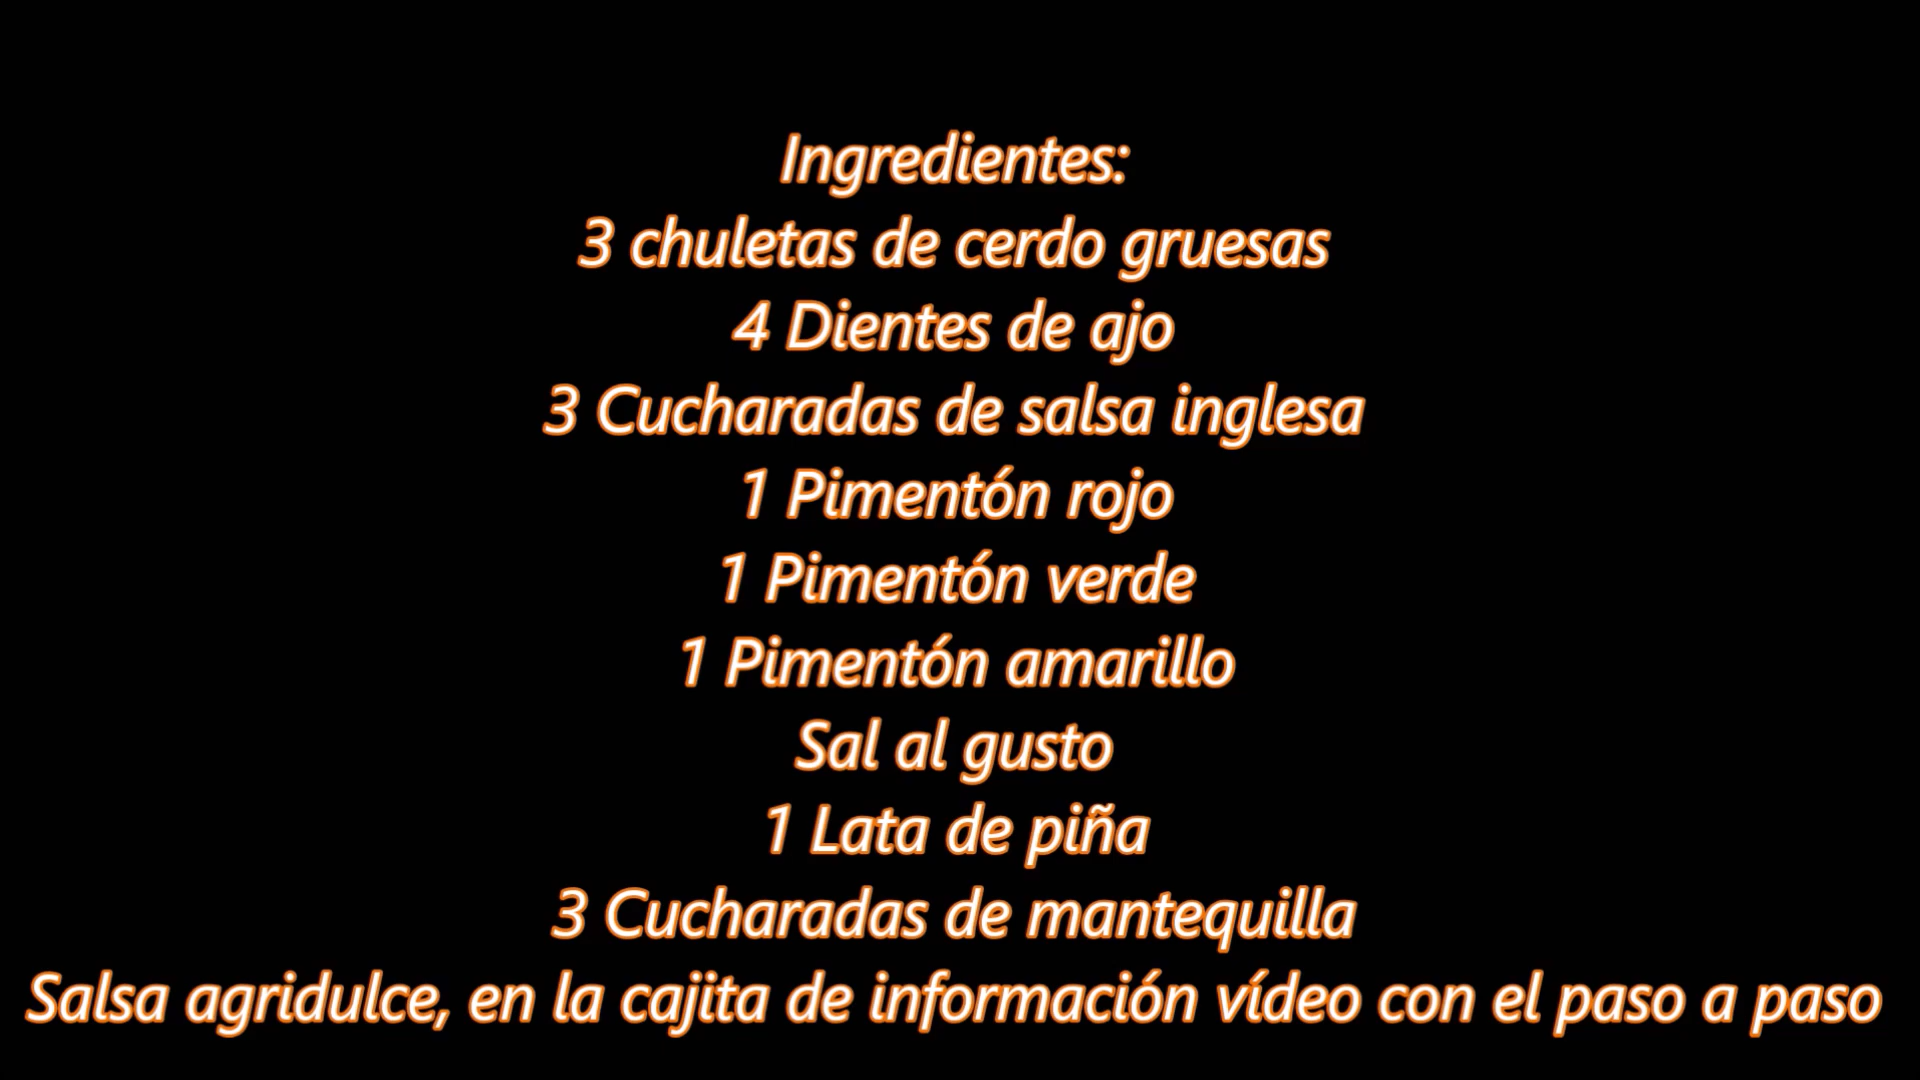 Ingredientes:
3 chuletas de cerdo gruesas
4 Dientes de ajo
3 Cucharadas de salsa inglesa
1 Pimentón rojo
1 Pimentón verde
1 Pimentón amarillo
Sal al gusto
1 Lata de piña
3 Cucharadas de mantequilla
Salsa agridulce, en la cajita de información vídeo con el paso a paso